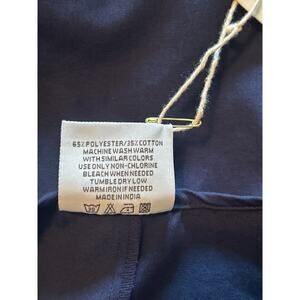 65% POLYESTER/35% COTTON
MACHINE WASH WARM
WITH SIMILAR COLORS
USE ONLY NON-CHLORINE
BLEACH WHEN NEEDED
TUMBLE DRY LOW
WARM IRON IF NEEDED
MADE IN INDIA